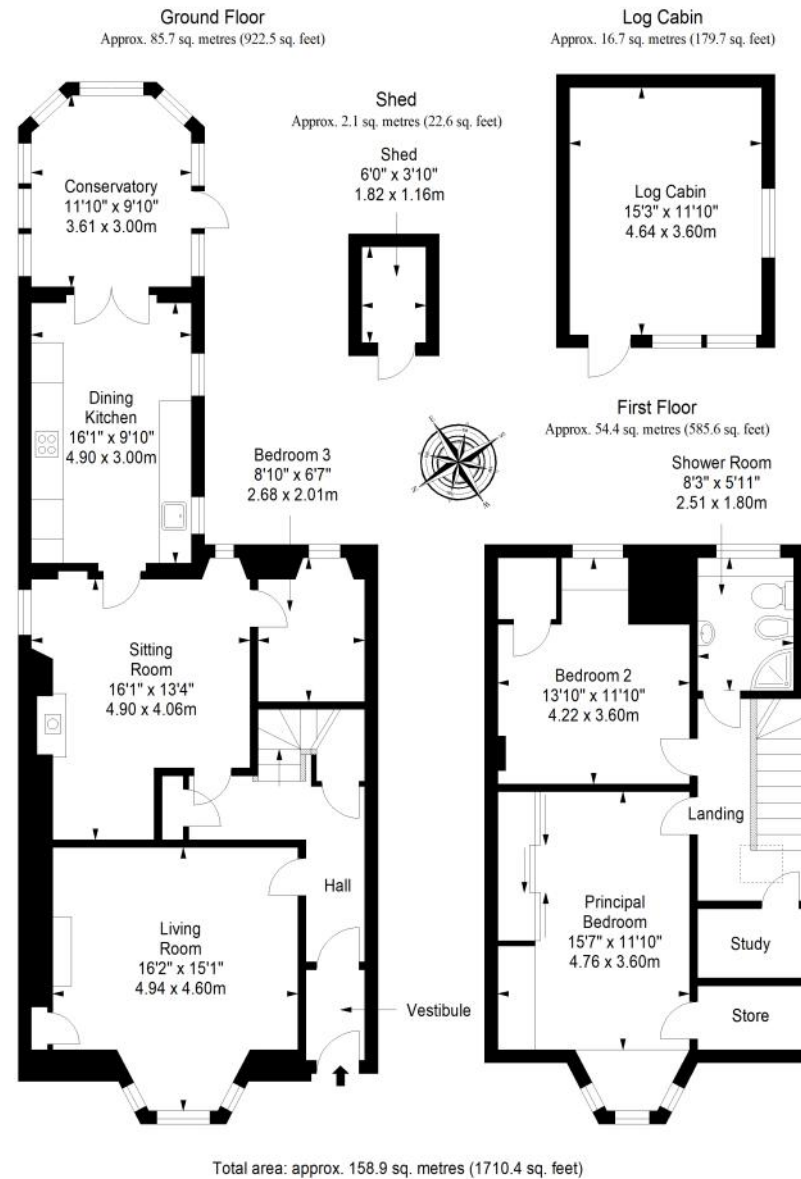 Ground Floor
Approx. 85.7 sq. metres (922.5 sq. feet)
Log Cabin
Approx. 16.7 sq. metres (179.7 sq. feet)
Shed
Approx. 2.1 sq. metres (22.6 sq. feet)
Shed
6'0" x 3'10"
1.82 x 1.16m
Conservatory
11'10" x 9'10"
3.61 x 3.00m
Log Cabin
15'3" x 11'10"
4.64 x 3.60m
Dining
Kitchen
16'1" x 9'10"
4.90 x 3.00m
Bedroom 3
8'10" x 6'7"
2.68 x 2.01m
First Floor
Approx. 54.4 sq. metres (585.6 sq. feet)
Shower Room
8'3" x 5'11"
2.51 x 1.80m
Sitting
Room
16'1" x 13'4"
4.90 x 4.06m
Bedroom 2
13'10" x 11'10"
4.22 x 3.60m
Landing
Hall
Living
Room
16'2" x 15'1"
4.94 x 4.60m
Principal
Bedroom
15'7" x 11'10"
4.76 x 3.60m
Study
Store
Vestibule
Total area: approx. 158.9 sq. metres (1710.4 sq. feet)